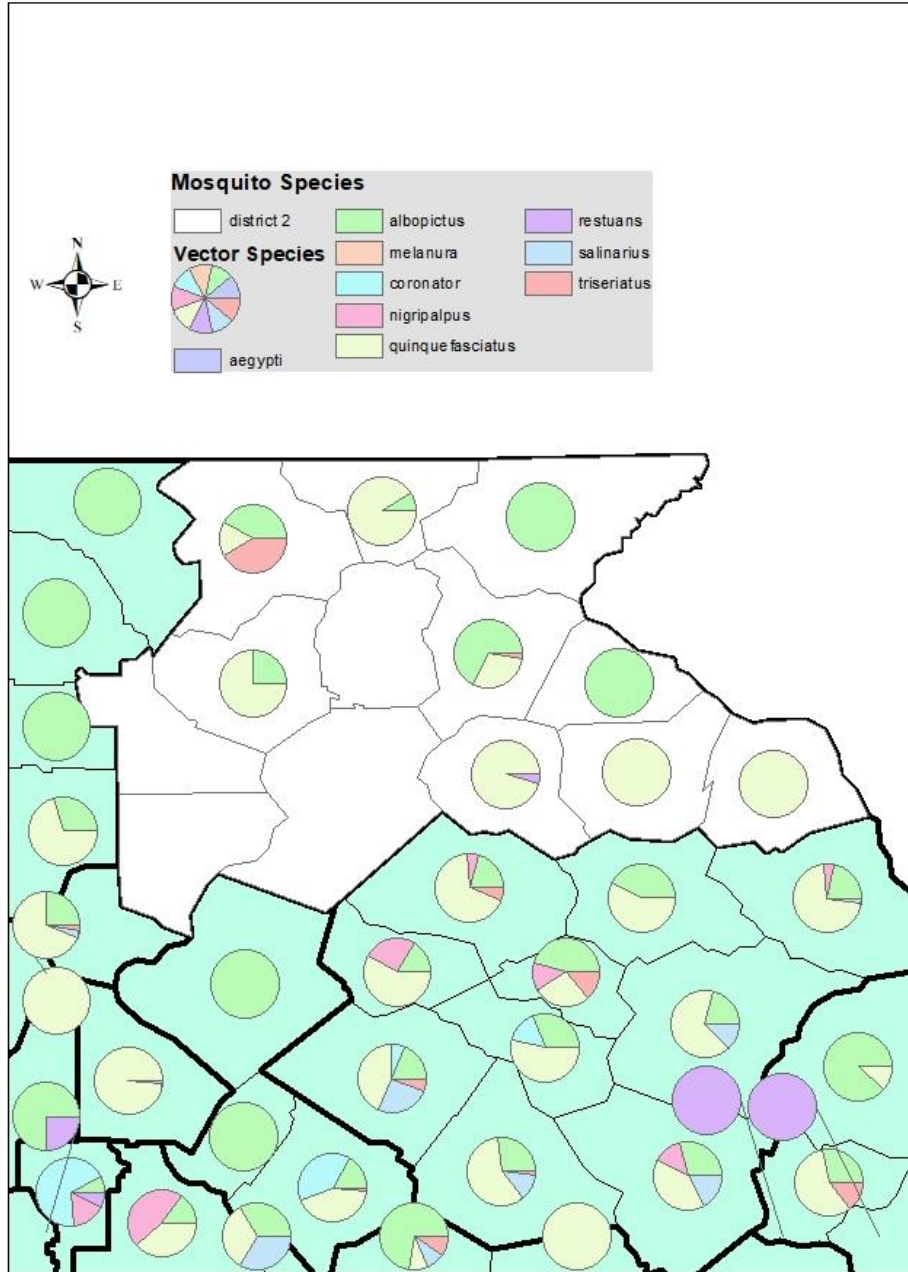 Mosquito Species
district 2
Vector Species
aegypti
albopictus
melanura
coronator
nigripalpus
quinquefasciatus
restuans
salinarius
triseriatus
N
W
E
S